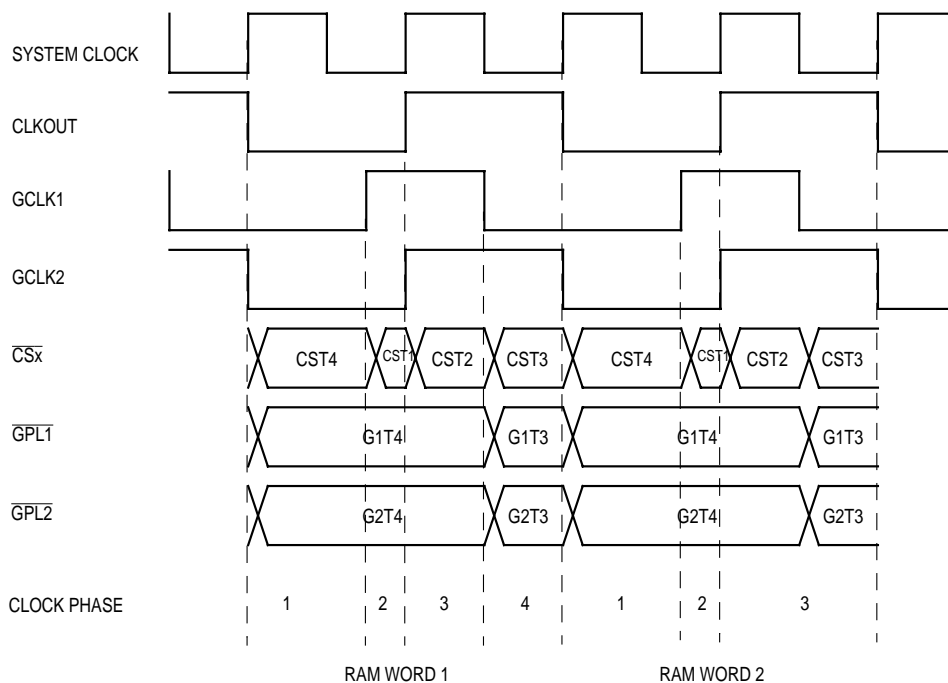 SYSTEM CLOCK
CLKOUT
GCLK1
GCLK2
CSx CST4 CST1 CST2 CST3 CST4 CST1 CST2 CST3
GPL1 G1T4 G1T3 G1T4 G1T3
GPL2 G2T4 G2T3 G2T4 G2T3
CLOCK PHASE 1 2 3 4 1 2 3
RAM WORD 1 RAM WORD 2